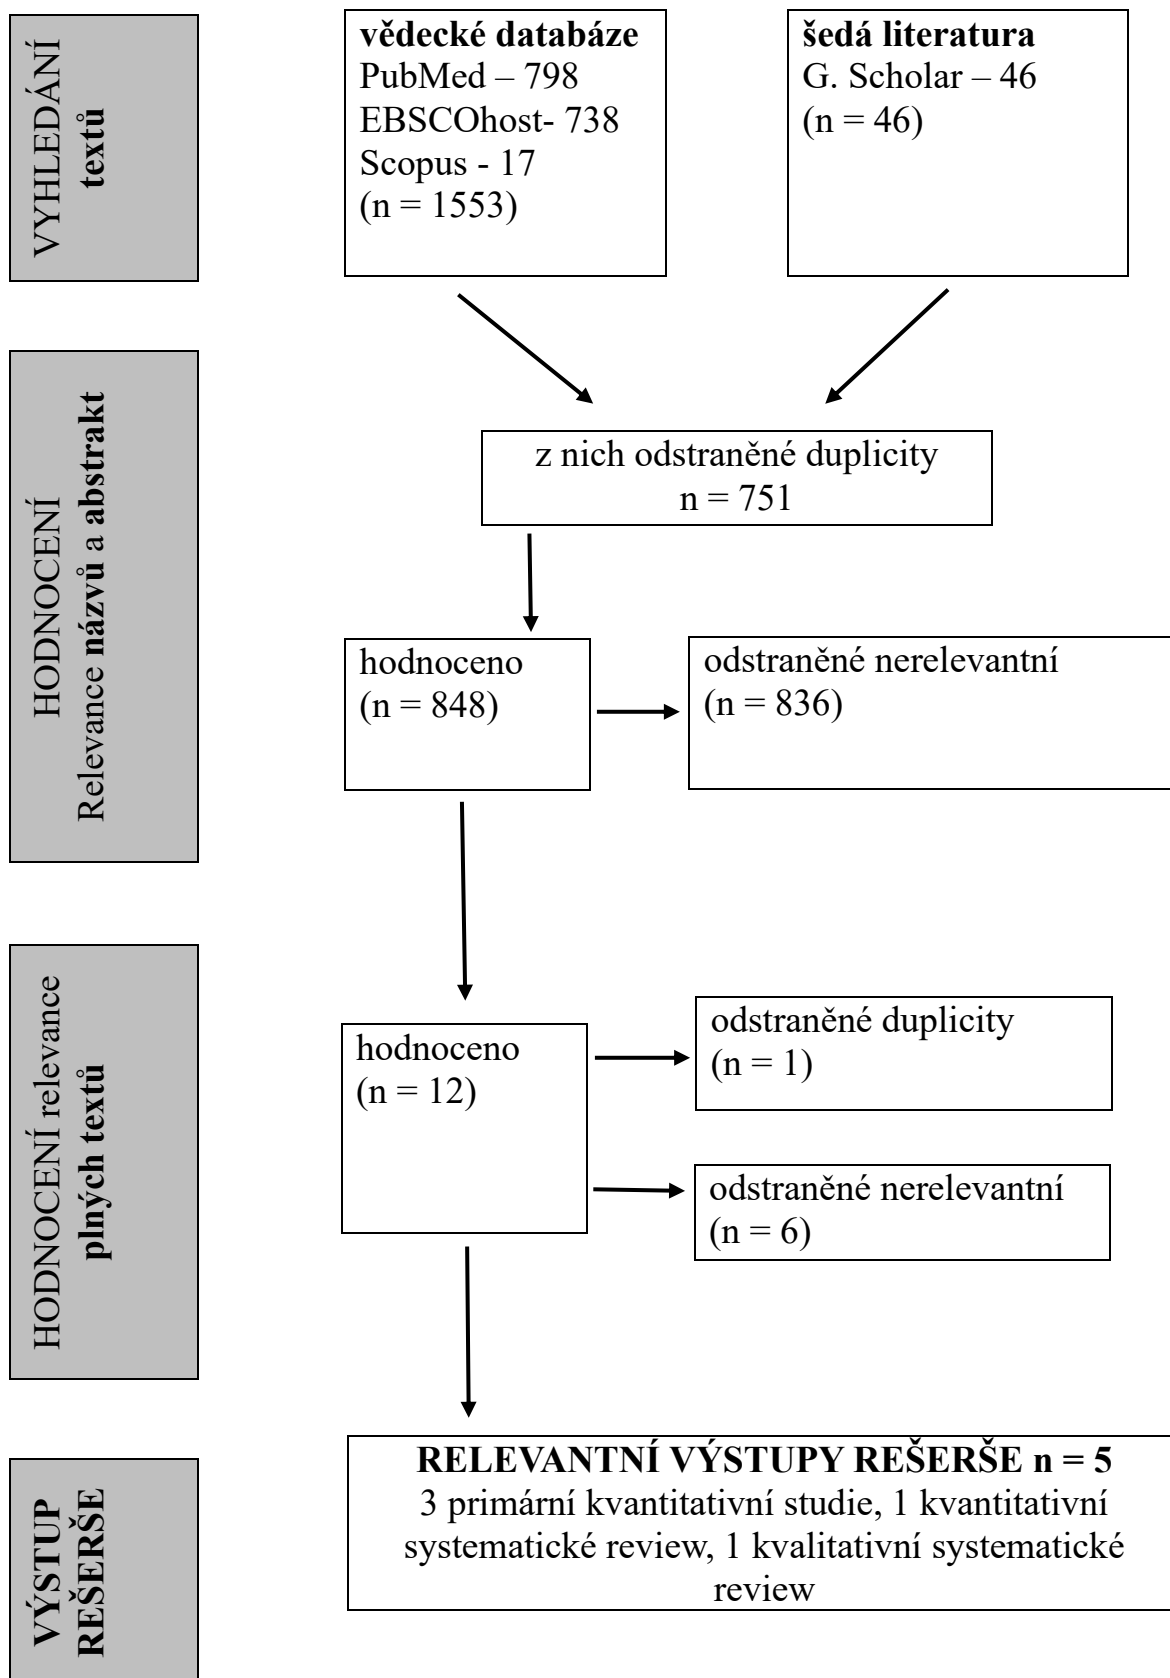 VYHLEDÁNÍ
textů
vědecké databáze
PubMed – 798
EBSCOhost- 738
Scopus - 17
(n = 1553)
šedá literatura
G. Scholar – 46
(n = 46)
HODNOCENÍ
Relevance názvů a abstrakt
z nich odstraněné duplicity
n = 751
hodnoceno
(n = 848)
odstraněné nerelevantní
(n = 836)
HODNOCENÍ relevance
plných textů
hodnoceno
(n = 12)
odstraněné duplicity
(n = 1)
odstraněné nerelevantní
(n = 6)
VÝSTUP
REŠERŠE
RELEVANTNÍ VÝSTUPY REŠERŠE n = 5
3 primární kvantitativní studie, 1 kvantitativní
systematické review, 1 kvalitativní systematické
review